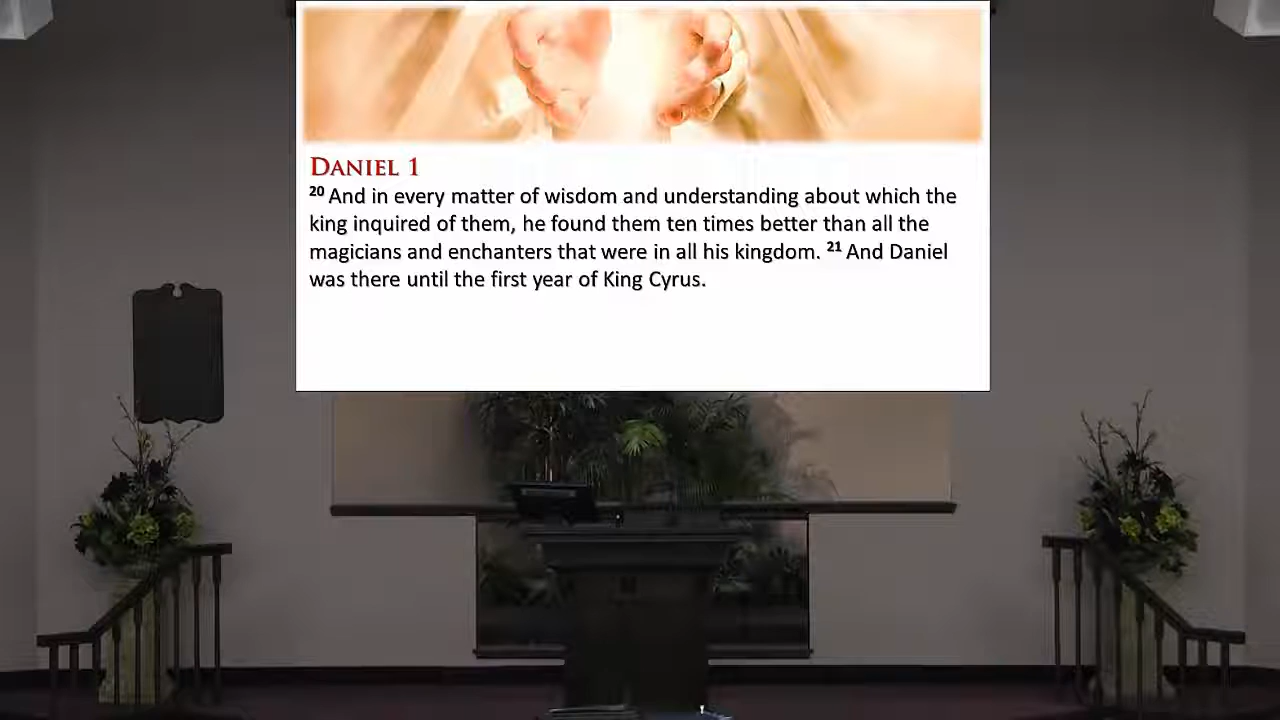 DANIEL 1
20 And in every matter of wisdom and understanding about which the
king inquired of them, he found them ten times better than all the
magicians and enchanters that were in all his kingdom. 21 And Daniel
was there until the first year of King Cyrus.